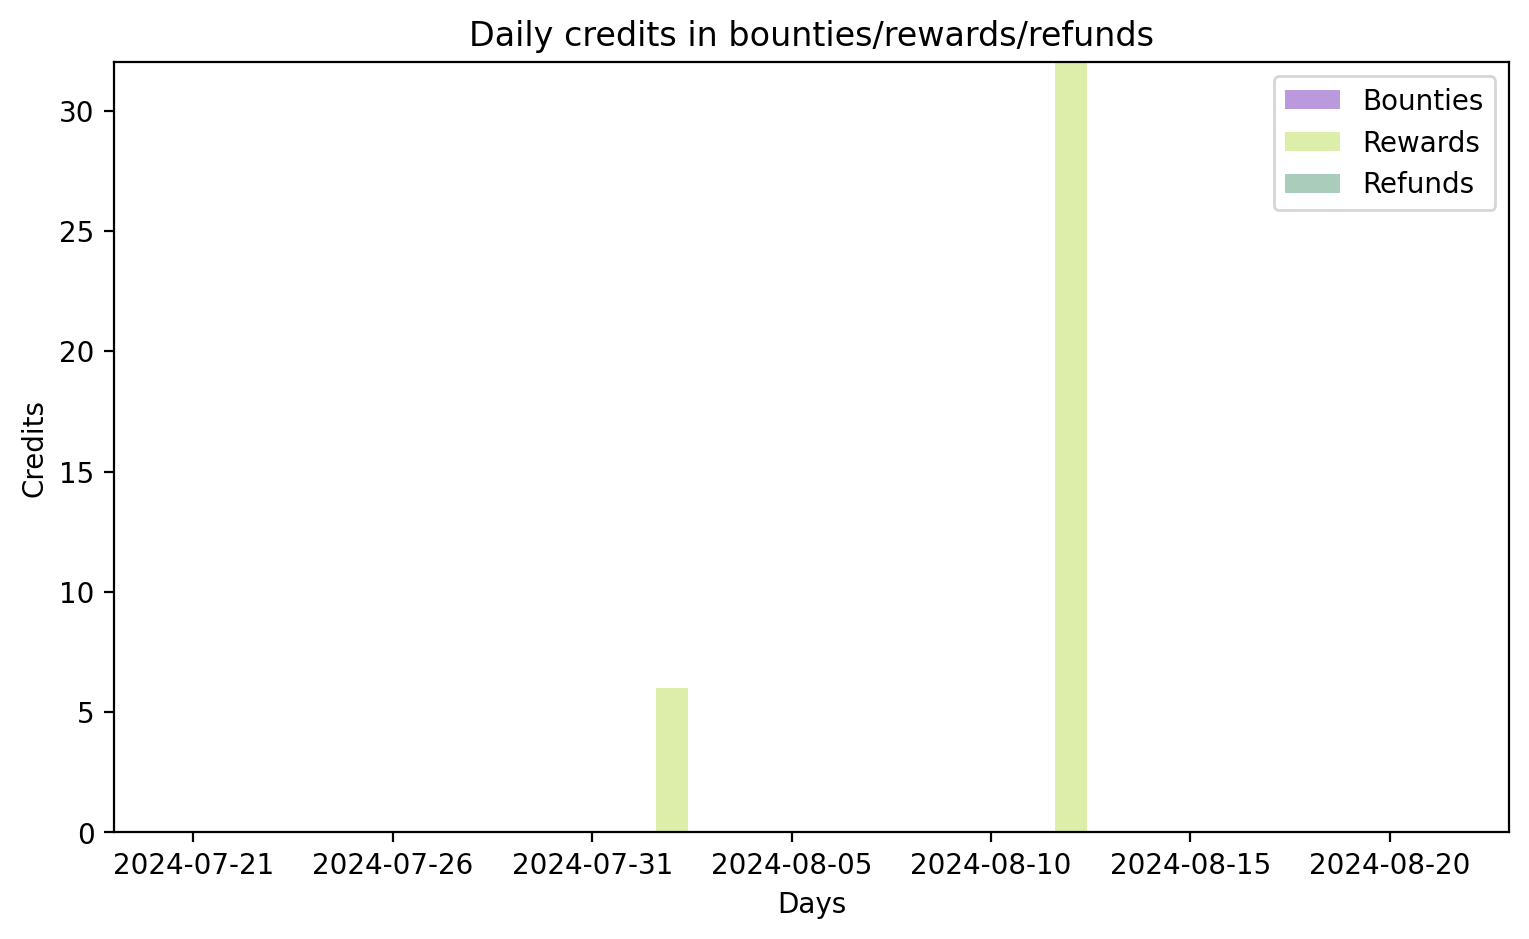 Daily credits in bounties/rewards/refunds
Bounties
Rewards
Refunds
30
25
20
15
10
5
0
Credits
2024-07-21 2024-07-26 2024-07-31 2024-08-05 2024-08-10 2024-08-15 2024-08-20
Days